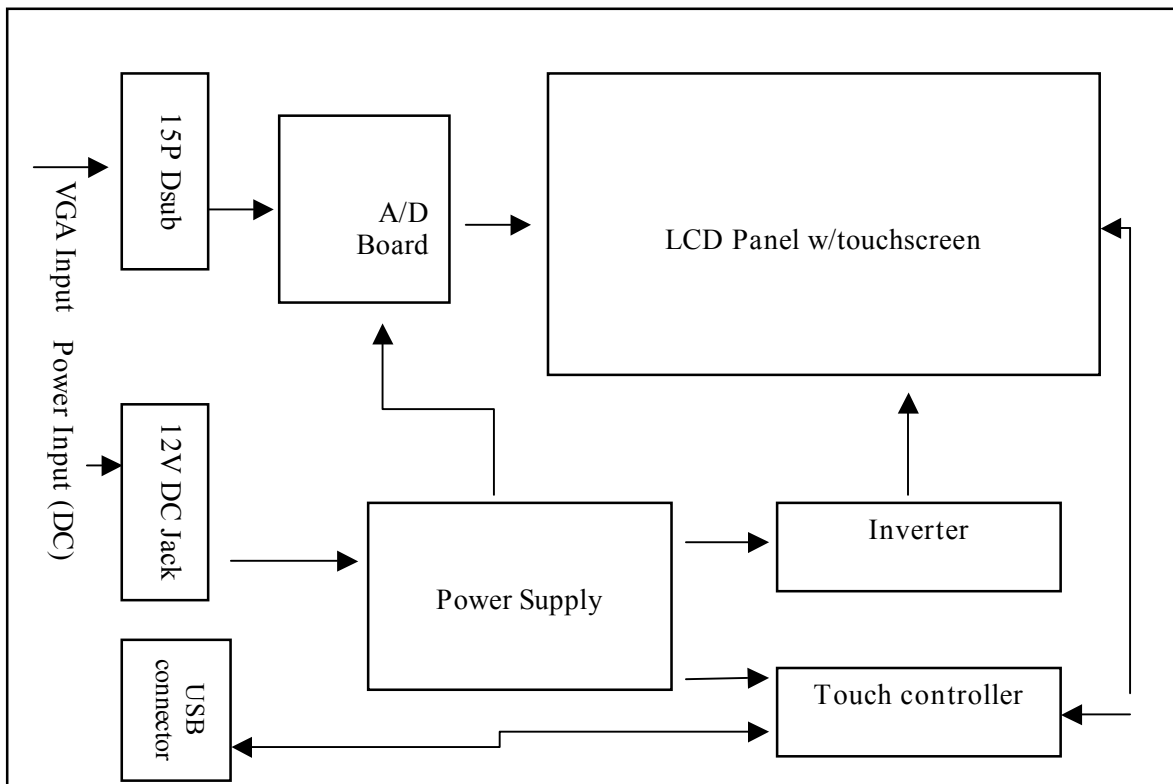 VGA Input
15P Dsub
A/D
Board
LCD Panel w/touchscreen
Power Input (DC)
12V DC Jack
Power Supply
Inverter
USB
connector
Touch controller